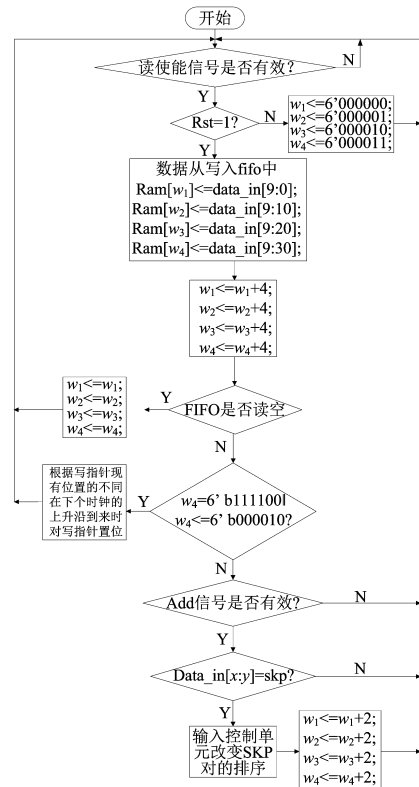 开始
读使能信号是否有效?
N
Y
Rst=1?
N
w1<=6'000000;
w2<=6'000001;
w3<=6'000010;
w4<=6'000011;
Y
数据从写入fifo中
Ram[w1]<=data_in[9:0];
Ram[w2]<=data_in[9:10];
Ram[w3]<=data_in[9:20];
Ram[w4]<=data_in[9:30];
w1<=w1+4;
w2<=w2+4;
w3<=w3+4;
w4<=w4+4;
FIFO是否读空
Y
w1<=w1;
w2<=w2;
w3<=w3;
w4<=w4;
N
w4=6' b111100l
w4<=6' b000010?
Y
根据写指针现
有位置的不同
在下个时钟的
上升沿到来时
对写指针置位
N
Add信号是否有效?
N
Y
Data_in[x:y]=skp?
N
Y
输入控制单
元改变SKP
对的排序
w1<=w1+2;
w2<=w2+2;
w3<=w3+2;
w4<=w4+2;